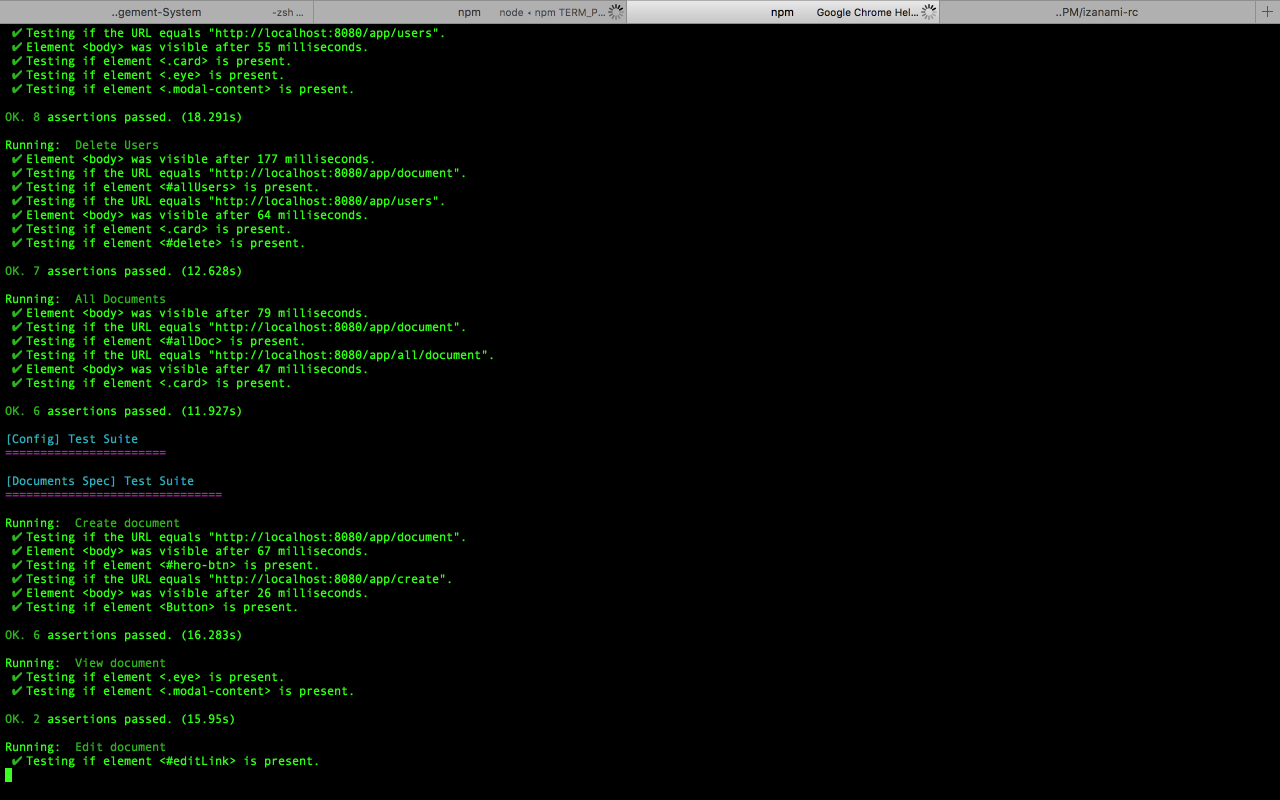 ..gement-System -zsh ... npm node • npm TERM_P... npm Google Chrome Hel... ..PM/izanami-rc +
✔ Testing if the URL equals "http://localhost:8080/app/users".
✔ Element <body> was visible after 55 milliseconds.
✔ Testing if element <.card> is present.
✔ Testing if element <.eye> is present.
✔ Testing if element <.modal-content> is present.
OK. 8 assertions passed. (18.291s)
Running:  Delete Users
✔ Element <body> was visible after 177 milliseconds.
✔ Testing if the URL equals "http://localhost:8080/app/document".
✔ Testing if element <#allUsers> is present.
✔ Testing if the URL equals "http://localhost:8080/app/users".
✔ Element <body> was visible after 64 milliseconds.
✔ Testing if element <.card> is present.
✔ Testing if element <#delete> is present.
OK. 7 assertions passed. (12.628s)
Running:  All Documents
✔ Element <body> was visible after 79 milliseconds.
✔ Testing if the URL equals "http://localhost:8080/app/document".
✔ Testing if element <#allDoc> is present.
✔ Testing if the URL equals "http://localhost:8080/app/all/document".
✔ Element <body> was visible after 47 milliseconds.
✔ Testing if element <.card> is present.
OK. 6 assertions passed. (11.927s)
[Config] Test Suite
=======================
[Documents Spec] Test Suite
===============================
Running:  Create document
✔ Testing if the URL equals "http://localhost:8080/app/document".
✔ Element <body> was visible after 67 milliseconds.
✔ Testing if element <#hero-btn> is present.
✔ Testing if the URL equals "http://localhost:8080/app/create".
✔ Element <body> was visible after 26 milliseconds.
✔ Testing if element <Button> is present.
OK. 6 assertions passed. (16.283s)
Running:  View document
✔ Testing if element <.eye> is present.
✔ Testing if element <.modal-content> is present.
OK. 2 assertions passed. (15.95s)
Running:  Edit document
✔ Testing if element <#editLink> is present.